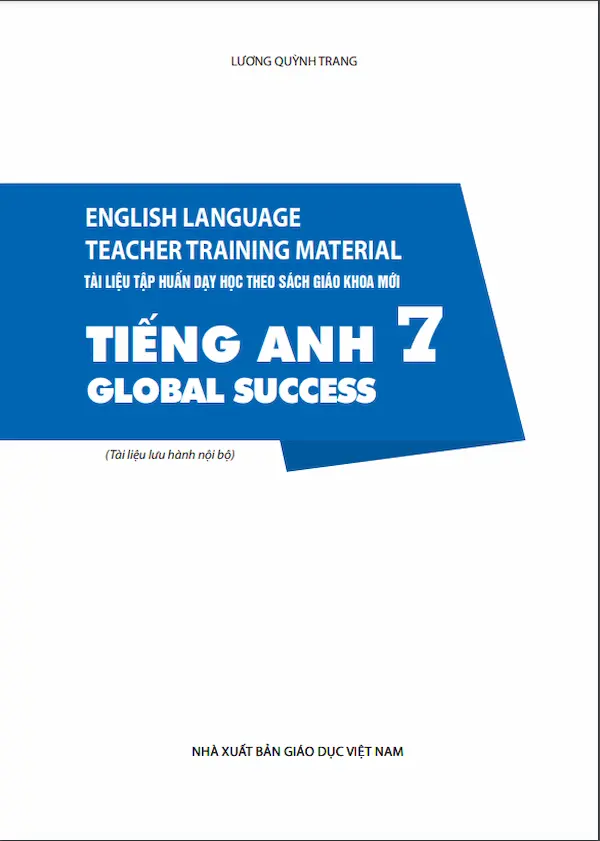 LƯƠNG QUỲNH TRANG
ENGLISH LANGUAGE
TEACHER TRAINING MATERIAL
TÀI LIỆU TẬP HUẤN DẠY HỌC THEO SÁCH GIÁO KHOA MỚI
TIẾNG ANH 7
GLOBAL SUCCESS
(Tài liệu lưu hành nội bộ)
NHÀ XUẤT BẢN GIÁO DỤC VIỆT NAM